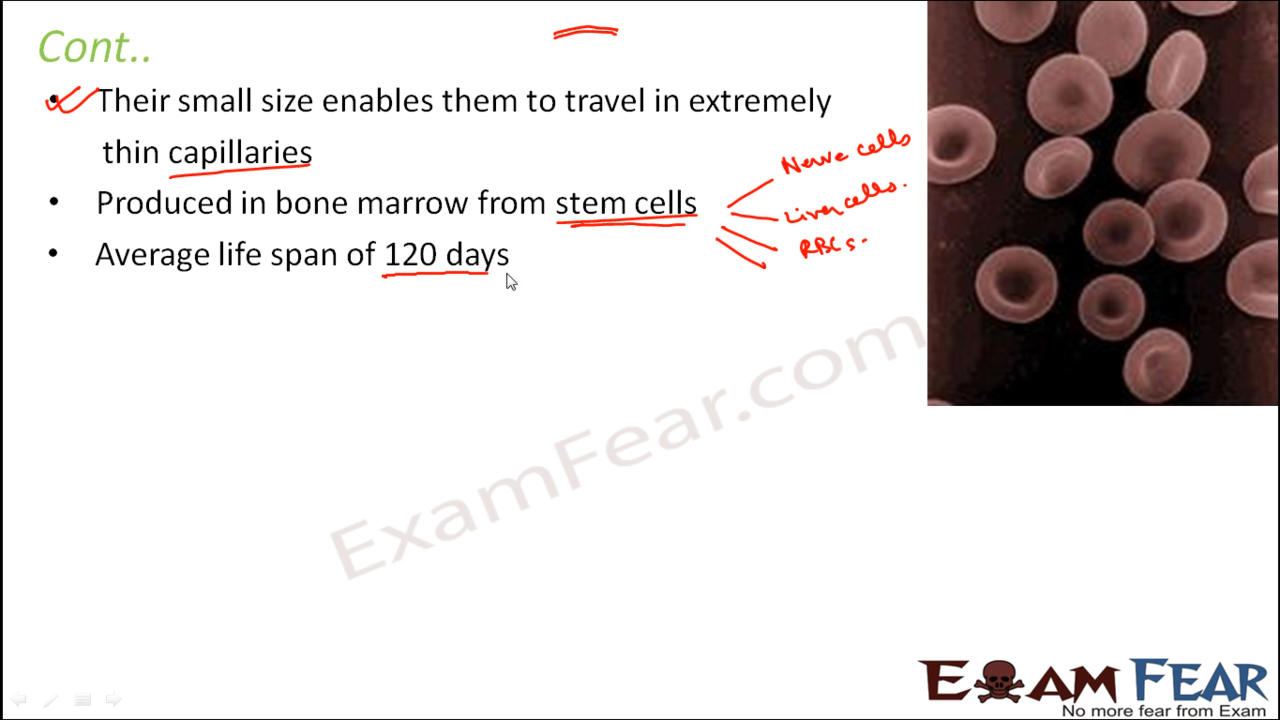 Cont..
• Their small size enables them to travel in extremely
thin capillaries
• Produced in bone marrow from stem cells
• Average life span of 120 days
Nerve cells
Liver cells.
RBCs.
ExamFear.com
EXAM FEAR
No more fear from Exam